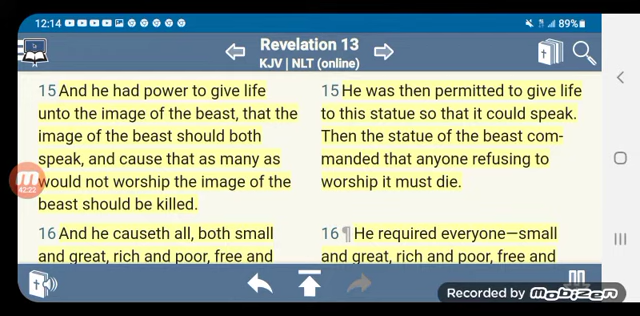 12:14
89%
Revelation 13
KJV | NLT (online)
15 And he had power to give life
unto the image of the beast, that the
image of the beast should both
speak, and cause that as many as
would not worship the image of the
beast should be killed.
16 And he causeth all, both small
and great, rich and poor, free and
15 He was then permitted to give life
to this statue so that it could speak.
Then the statue of the beast com-
manded that anyone refusing to
worship it must die.
16 ¶ He required everyone—small
and great, rich and poor, free and
42:22
Recorded by Mobizen